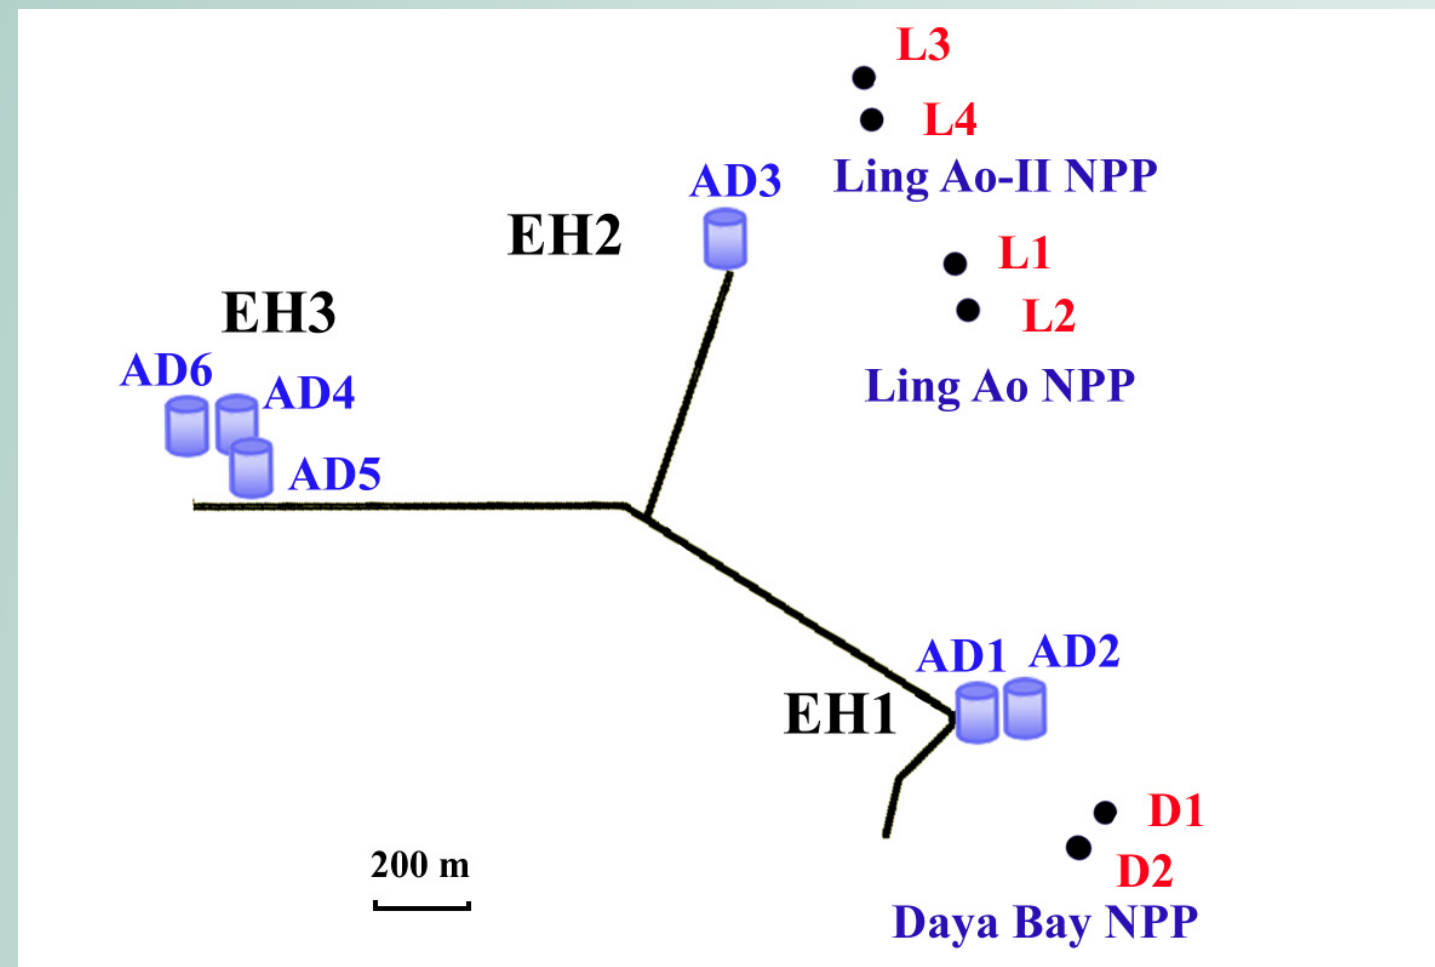 L3
L4
Ling Ao-II NPP
AD3
EH2
L1
L2
Ling Ao NPP
EH3
AD6
AD4
AD5
AD1 AD2
EH1
D1
D2
Daya Bay NPP
200 m